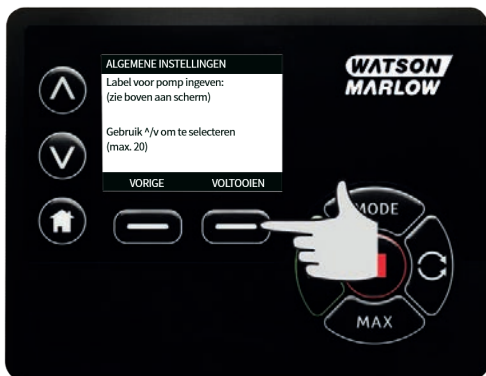 ALGEMENE INSTELLINGEN
Label voor pomp ingeven:
(zie boven aan scherm)
Gebruik ^/v om te selecteren
(max. 20)
VORIGE VOLTOOIEN
WATSON
MARLOW
MODE
MAX